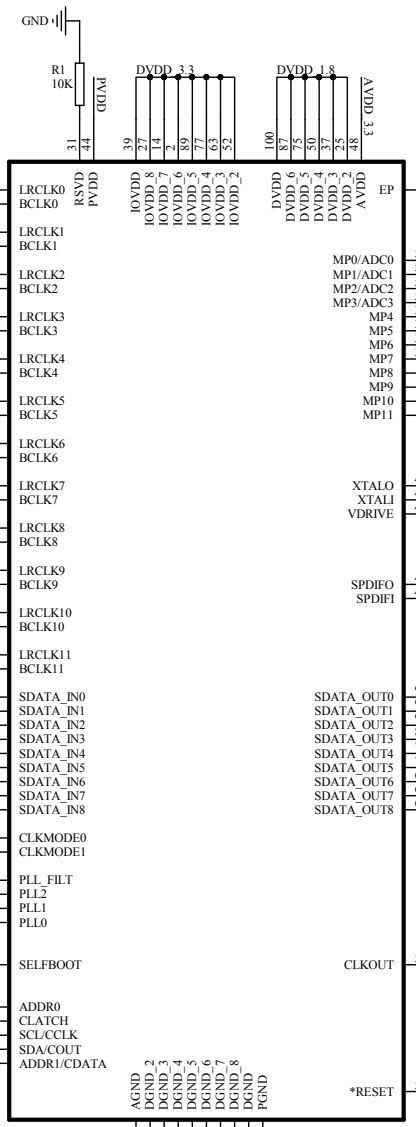 GND
R1
10K
PVDD
DVDD_3.3
DVDD_1.8
AVDD_3.3
31
44
39
27
14
2
89
77
63
52
100
87
75
50
37
25
48
RSVD
PVDD
IOVDD
IOVDD_8
IOVDD_7
IOVDD_6
IOVDD_5
IOVDD_4
IOVDD_3
IOVDD_2
DVDD
DVDD_6
DVDD_5
DVDD_4
DVDD_3
DVDD_2
AVDD
LRCLK0
BCLK0
LRCLK1
BCLK1
LRCLK2
BCLK2
LRCLK3
BCLK3
LRCLK4
BCLK4
LRCLK5
BCLK5
LRCLK6
BCLK6
LRCLK7
BCLK7
LRCLK8
BCLK8
LRCLK9
BCLK9
LRCLK10
BCLK10
LRCLK11
BCLK11
SDATA_IN0
SDATA_IN1
SDATA_IN2
SDATA_IN3
SDATA_IN4
SDATA_IN5
SDATA_IN6
SDATA_IN7
SDATA_IN8
CLKMODE0
CLKMODE1
PLL_FILT
PLL2
PLL1
PLL0
SELFBOOT
ADDR0
CLATCH
SCL/CCLK
SDA/COUT
ADDR1/CDATA
EP
MP0/ADC0
MP1/ADC1
MP2/ADC2
MP3/ADC3
MP4
MP5
MP6
MP7
MP8
MP9
MP10
MP11
XTALO
XTALI
VDRIVE
SPDIFO
SPDIFI
SDATA_OUT0
SDATA_OUT1
SDATA_OUT2
SDATA_OUT3
SDATA_OUT4
SDATA_OUT5
SDATA_OUT6
SDATA_OUT7
SDATA_OUT8
CLKOUT
*RESET
AGND
DGND_2
DGND_3
DGND_4
DGND_5
DGND_6
DGND_7
DGND_8
DGND
PGND